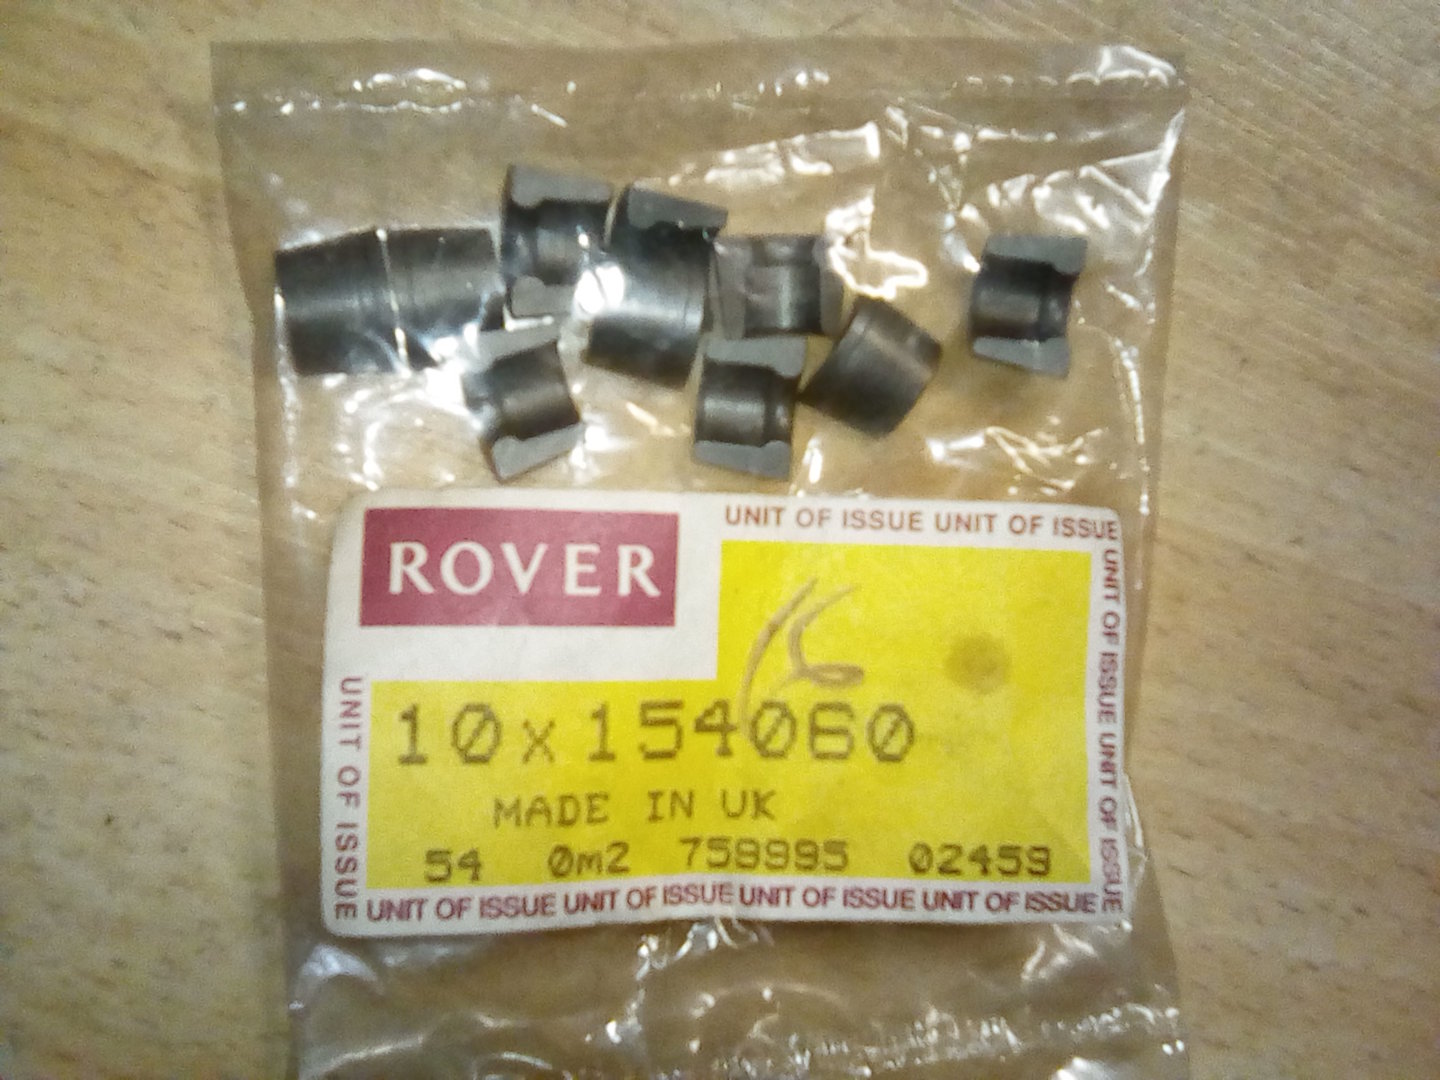 ROVER
UNIT OF ISSUE UNIT OF ISSUE
UNIT OF ISSUE UNIT OF ISSUE
16
10x154060
MADE IN UK
54 0m2 759995 02459
UNIT OF ISSUE
UNIT OF ISSUE UNIT OF ISSUE UNIT OF ISSUE UNIT OF ISSUE